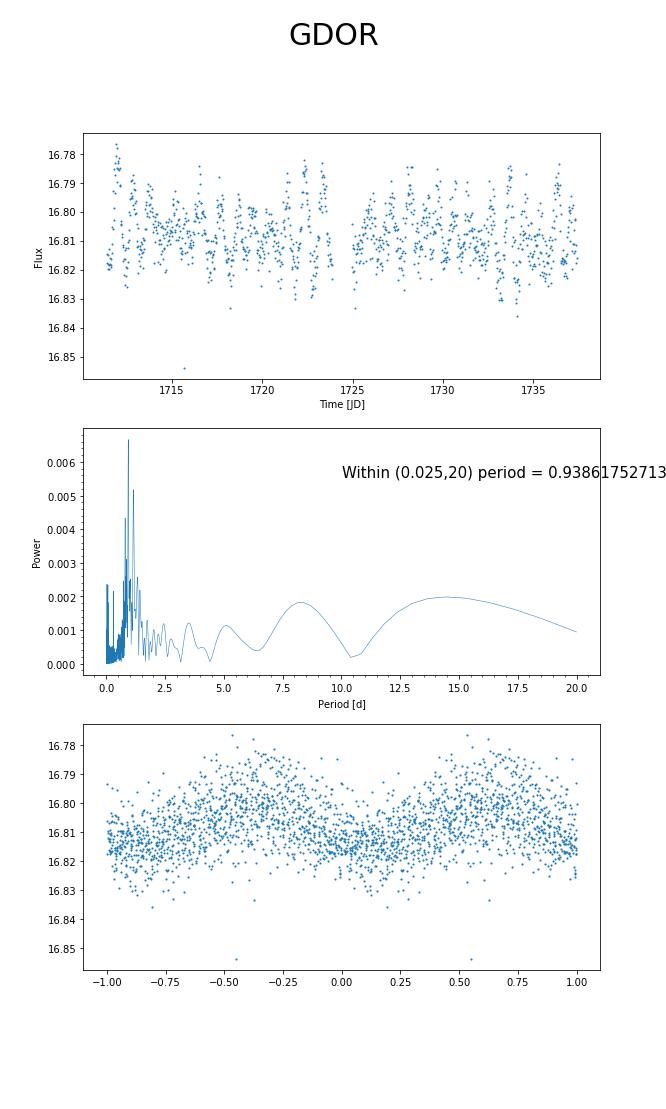 GDOR
16.78
16.79
16.80
16.81
16.82
16.83
16.84
16.85
Flux
1715 1720 1725 1730 1735
Time [JD]
Within (0.025,20) period = 0.93861752713
0.006
0.005
0.004
0.003
0.002
0.001
0.000
Power
0.0 2.5 5.0 7.5 10.0 12.5 15.0 17.5 20.0
Period [d]
16.78
16.79
16.80
16.81
16.82
16.83
16.84
16.85
−1.00 −0.75 −0.50 −0.25 0.00 0.25 0.50 0.75 1.00